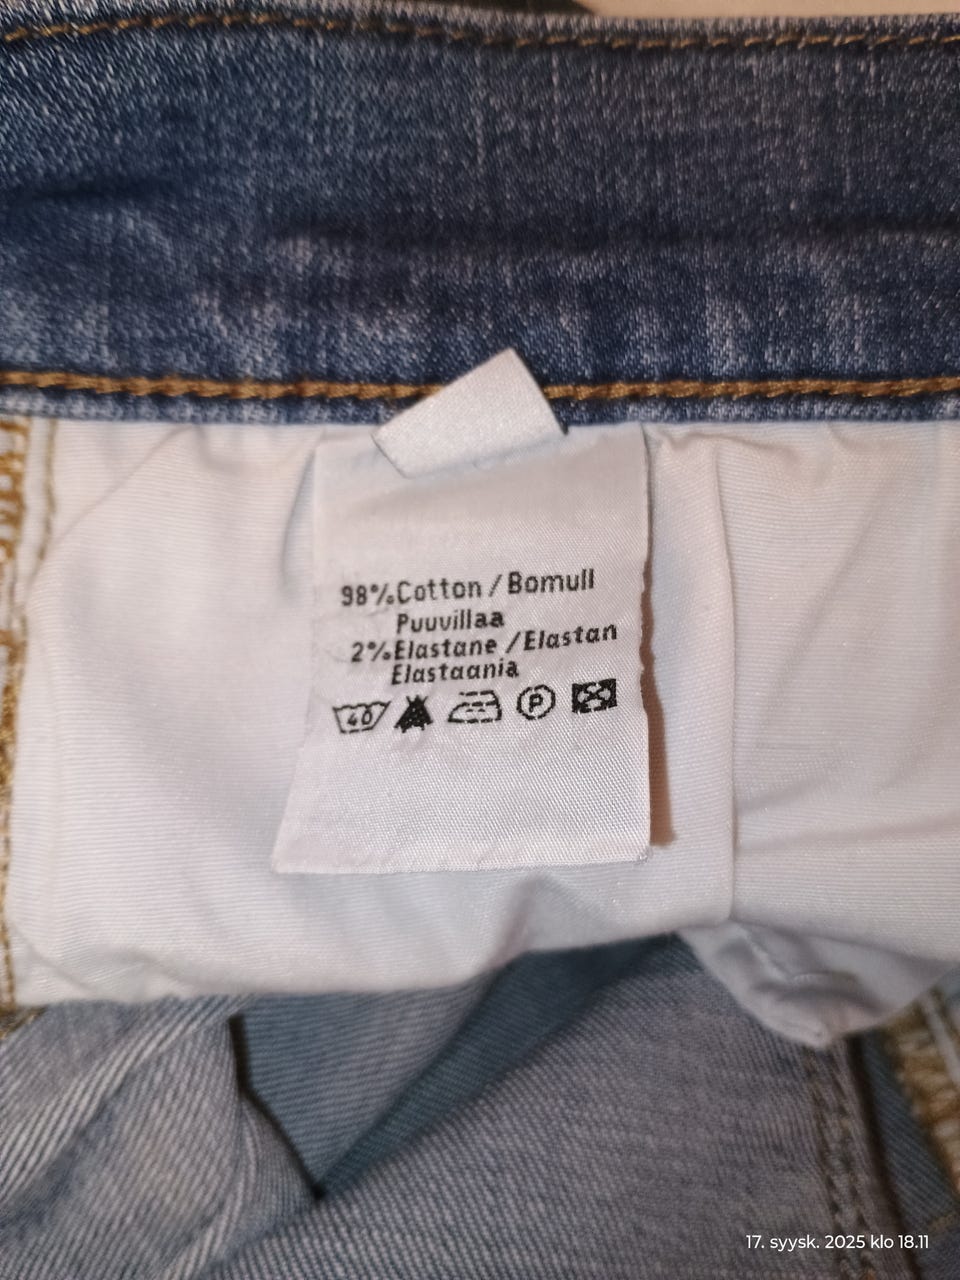 98% Cotton / Bomull
Puuvillaa
2% Elastane / Elastan
Elastaania
40 P
17. syysk. 2025 klo 18.11